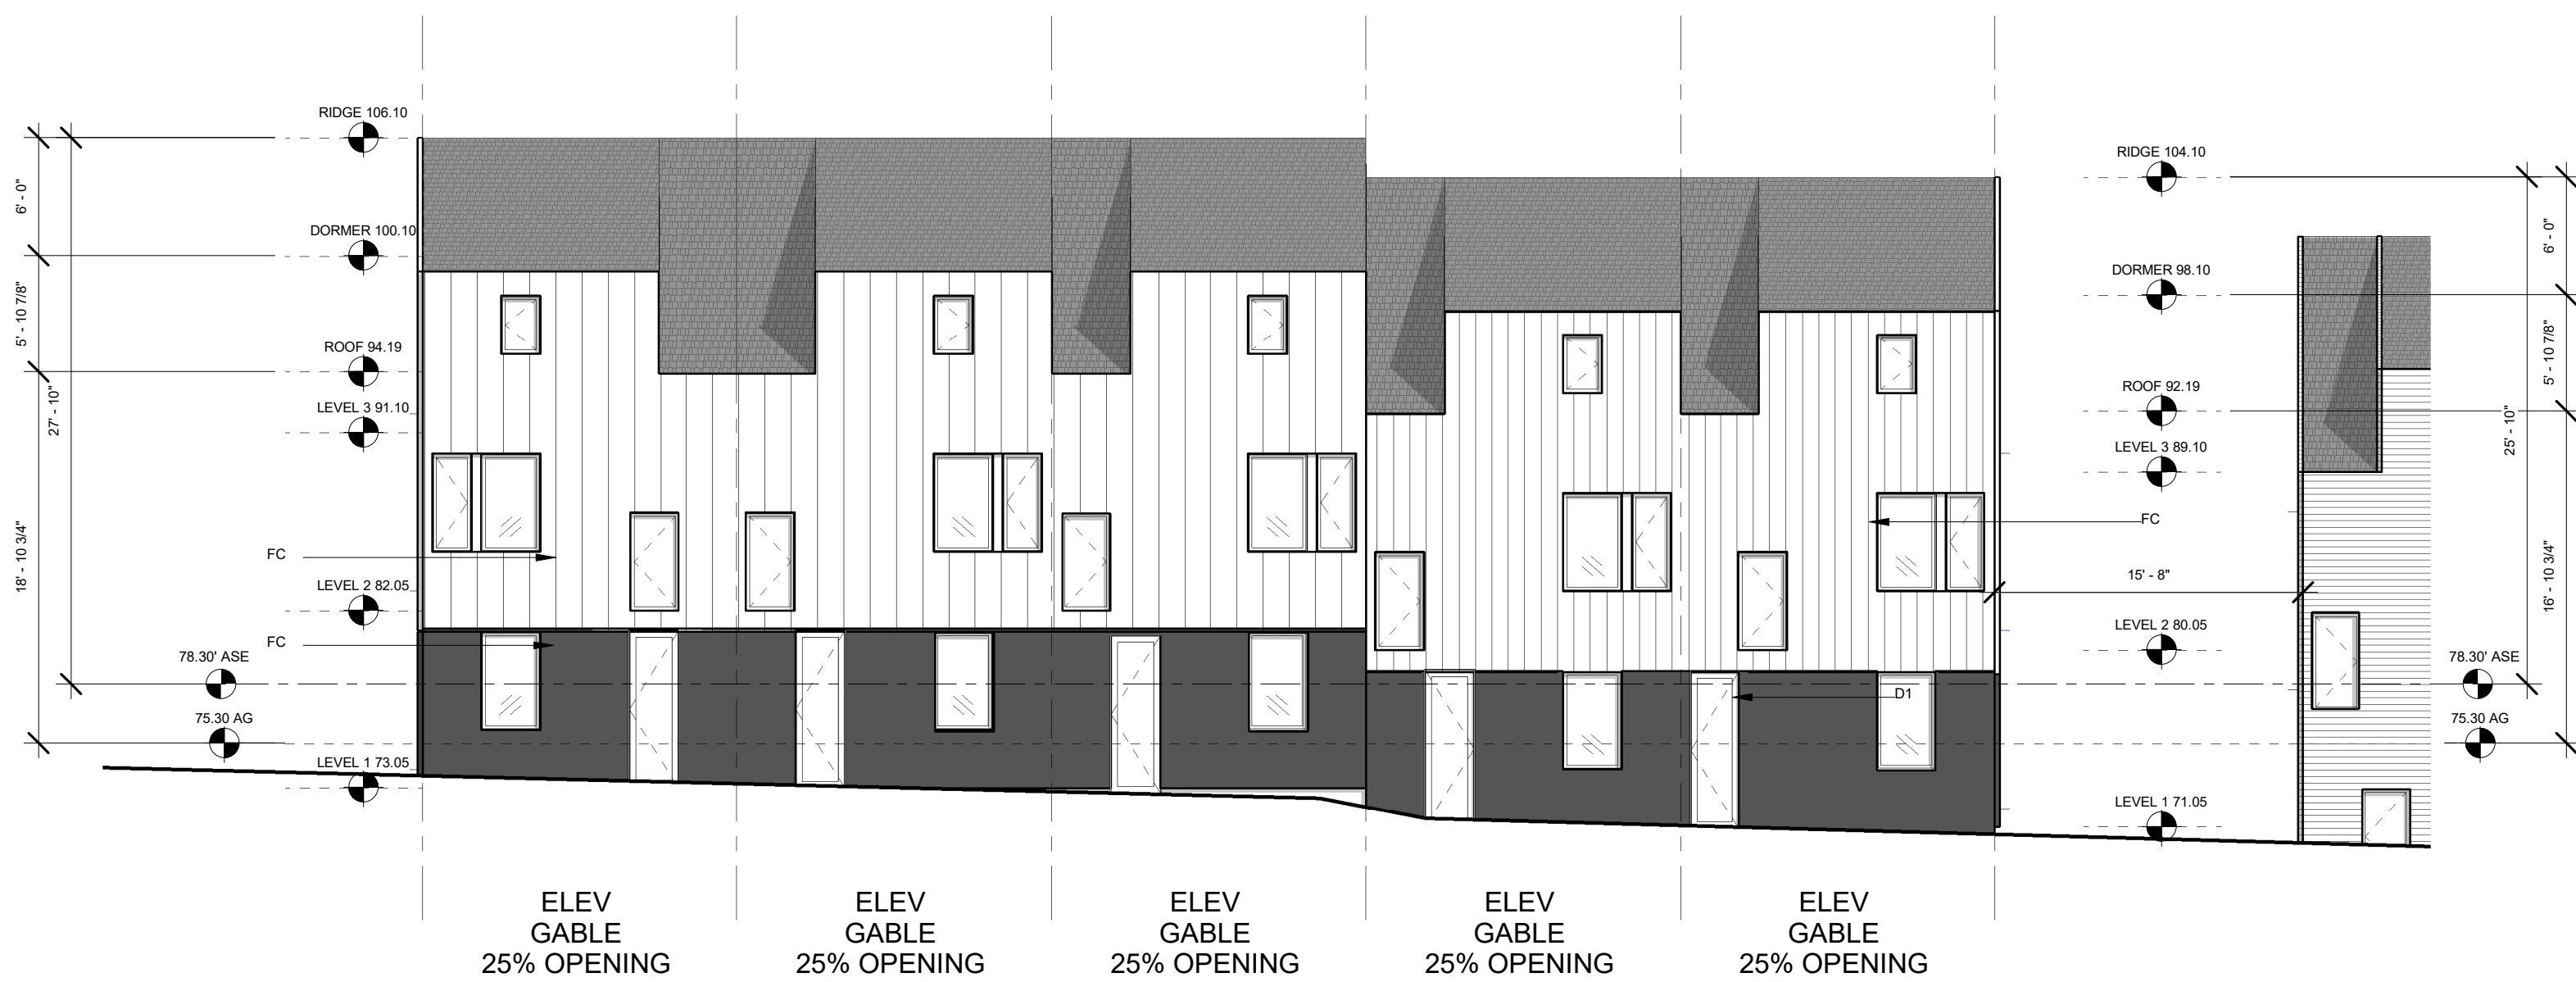 RIDGE 106.10
DORMER 100.10
ROOF 94.19
LEVEL 3 91.10
LEVEL 2 82.05
78.30' ASE
75.30 AG
LEVEL 1 73.05
6' - 0"
5' - 10 7/8"
18' - 10 3/4"
27' - 10"
FC
FC
FC
D1
RIDGE 104.10
DORMER 98.10
ROOF 92.19
LEVEL 3 89.10
15' - 8"
LEVEL 2 80.05
LEVEL 1 71.05
78.30' ASE
75.30 AG
25' - 10"
6' - 0"
5' - 10 7/8"
16' - 10 3/4"
ELEV
GABLE
25% OPENING
ELEV
GABLE
25% OPENING
ELEV
GABLE
25% OPENING
ELEV
GABLE
25% OPENING
ELEV
GABLE
25% OPENING